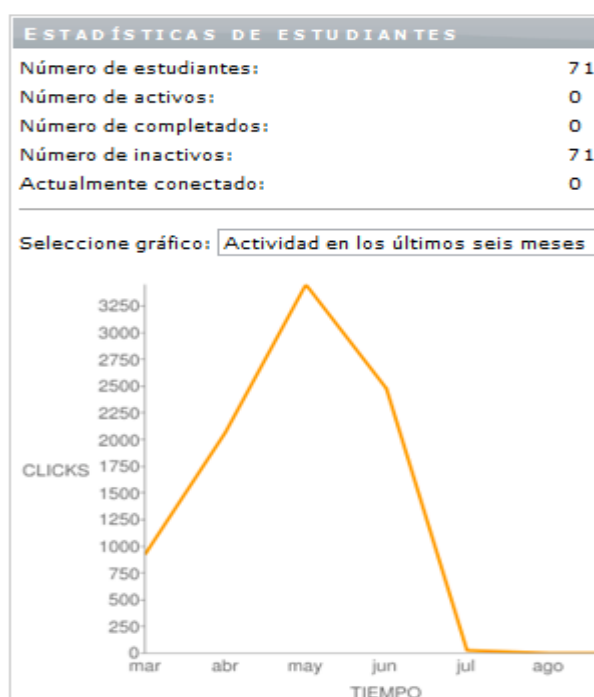 ESTADÍSTICAS DE ESTUDIANTES
Número de estudiantes: 71
Número de activos: 0
Número de completados: 0
Número de inactivos: 71
Actualmente conectado: 0
Seleccione gráfico: Actividad en los últimos seis meses
3250
3000
2750
2500
2250
2000
CLICKS 1750
1500
1250
1000
750
500
250
0
mar abr may jun jul ago
TIEMPO